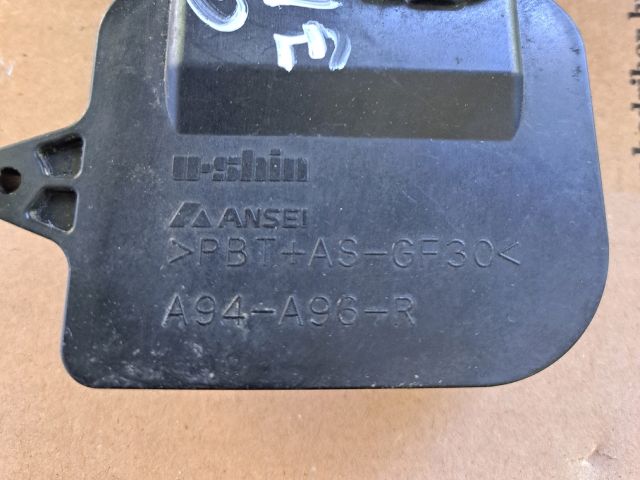 u-shin
ANSEI
>PBT+AS-GF30<
A94-A96-R